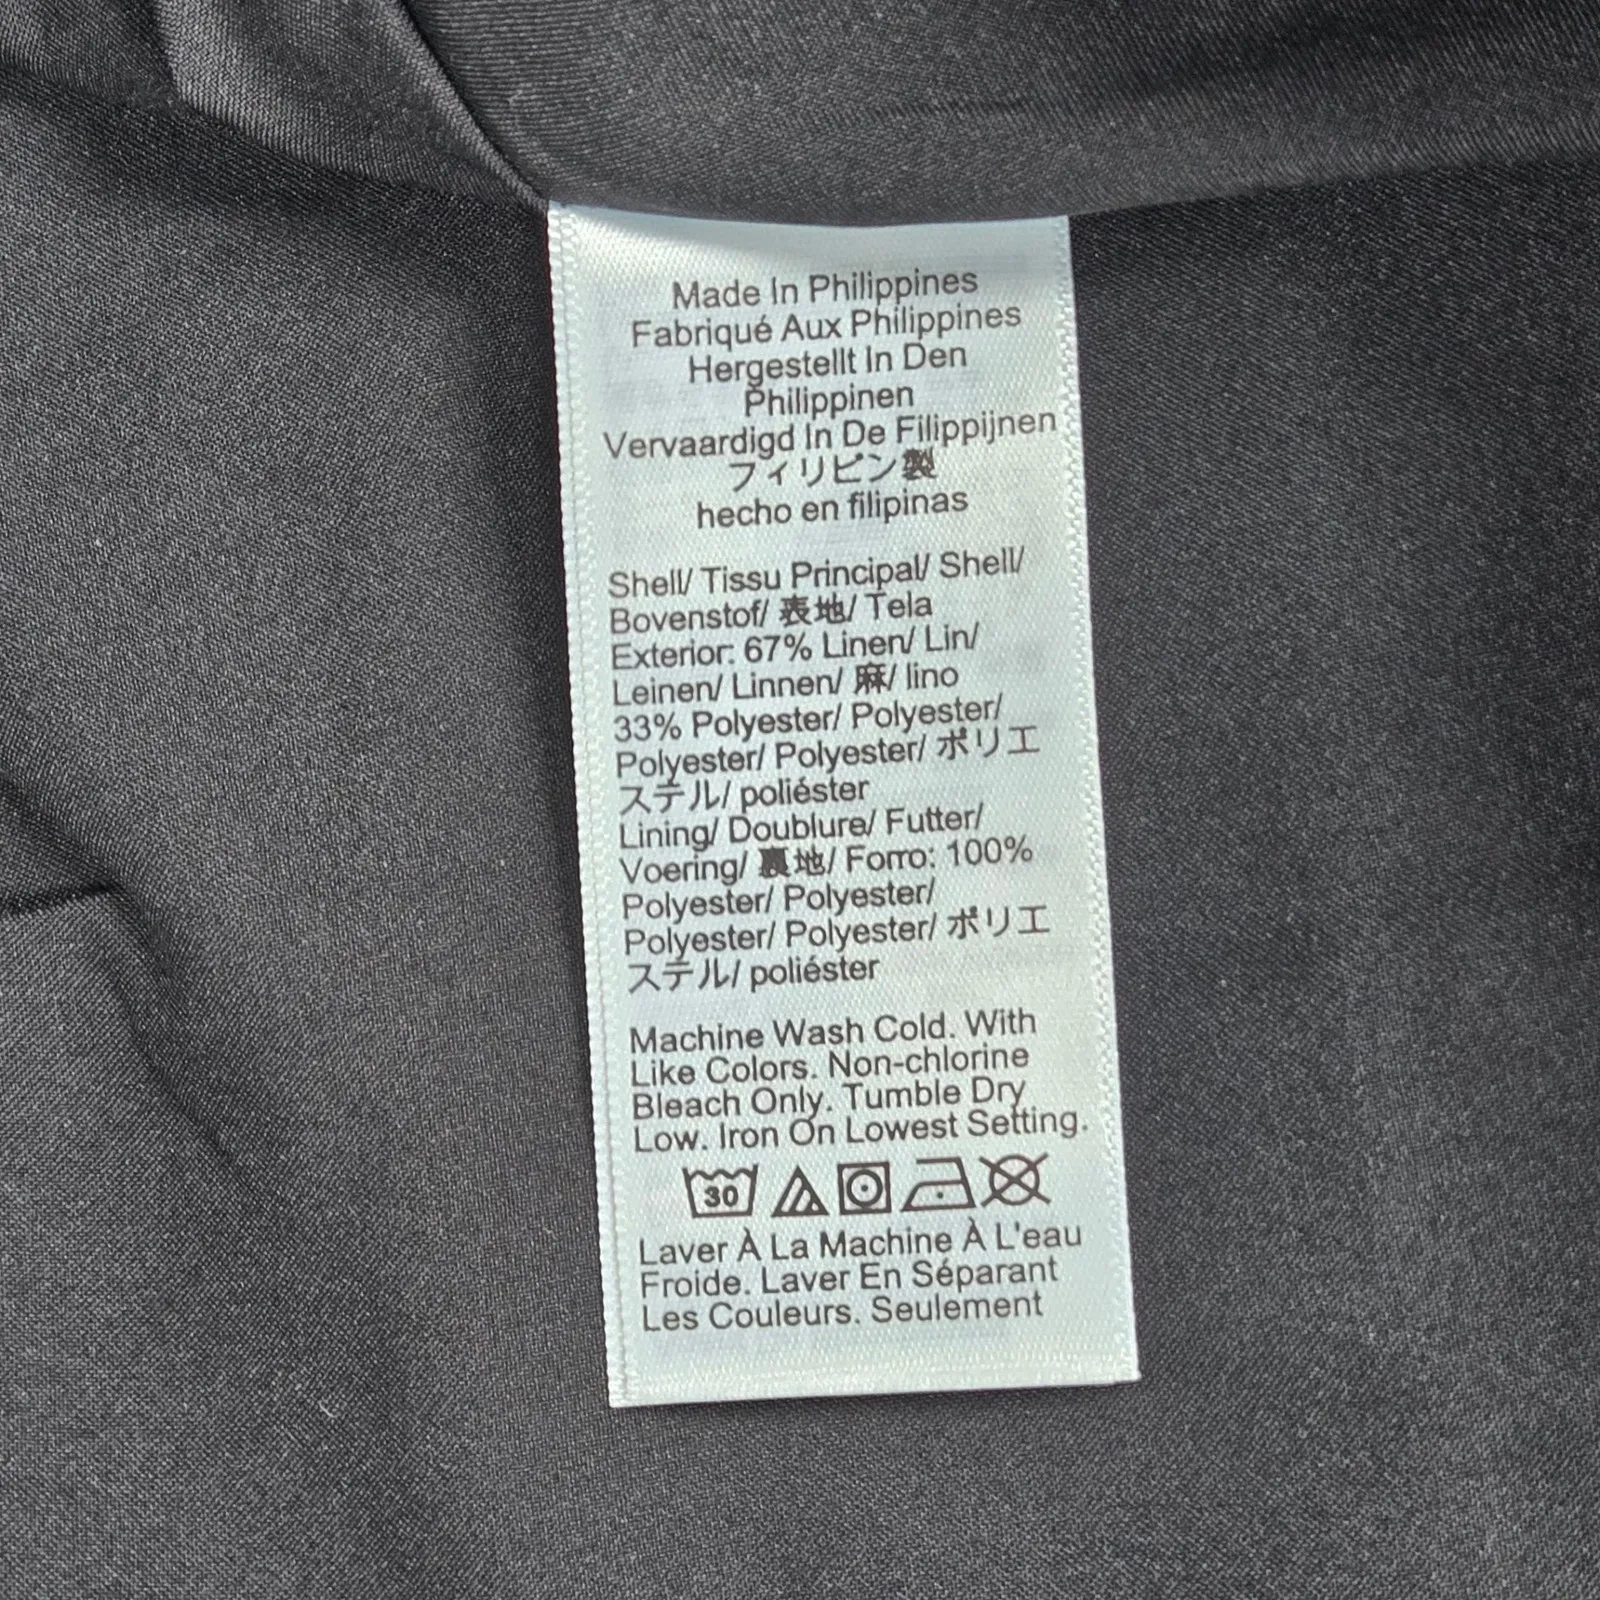 Made In Philippines
Fabriqué Aux Philippines
Hergestellt In Den
Philippinen
Vervaardigd In De Filippijnen
フィリピン製
hecho en filipinas
Shell/ Tissu Principal/ Shell/
Bovenstof/ 表地/ Tela
Exterior: 67% Linen/ Lin/
Leinen/ Linnen/ 麻/ lino
33% Polyester/ Polyester/
Polyester/ Polyester/ ポリエ
ステル/ poliéster
Lining/ Doublure/ Futter/
Voering/ 裏地/ Forro: 100%
Polyester/ Polyester/
Polyester/ Polyester/ ポリエ
ステル/ poliéster
Machine Wash Cold. With
Like Colors. Non-chlorine
Bleach Only. Tumble Dry
Low. Iron On Lowest Setting.
30
Laver À La Machine À L'eau
Froide. Laver En Séparant
Les Couleurs. Seulement